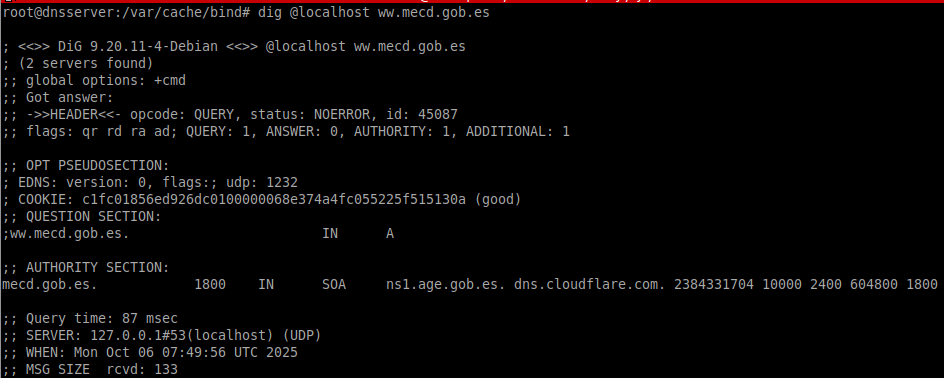 root@dnsserver:/var/cache/bind# dig @localhost ww.mecd.gob.es
; <<>> DiG 9.20.11-4-Debian <<>> @localhost ww.mecd.gob.es
; (2 servers found)
;; global options: +cmd
;; Got answer:
;; ->>HEADER<<- opcode: QUERY, status: NOERROR, id: 45087
;; flags: qr rd ra ad; QUERY: 1, ANSWER: 0, AUTHORITY: 1, ADDITIONAL: 1
;; OPT PSEUDOSECTION:
; EDNS: version: 0, flags:; udp: 1232
; COOKIE: c1fc01856ed926dc0100000068e374a4fc055225f515130a (good)
;; QUESTION SECTION:
;ww.mecd.gob.es. IN A
;; AUTHORITY SECTION:
mecd.gob.es. 1800 IN SOA ns1.age.gob.es. dns.cloudflare.com. 2384331704 10000 2400 604800 1800
;; Query time: 87 msec
;; SERVER: 127.0.0.1#53(localhost) (UDP)
;; WHEN: Mon Oct 06 07:49:56 UTC 2025
;; MSG SIZE rcvd: 133